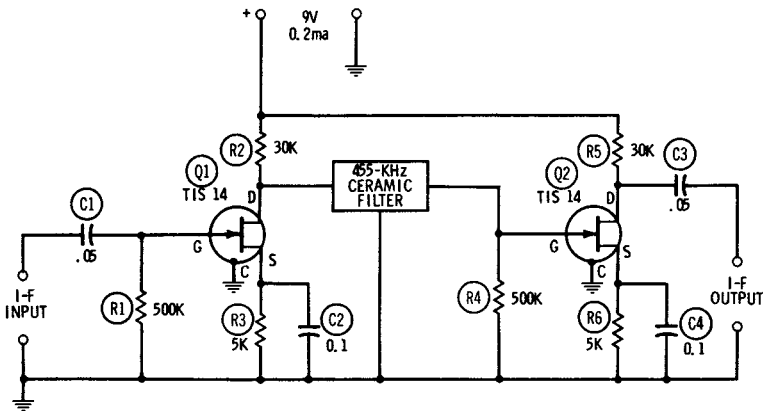 +
9V
0.2ma
R2
30K
R5
30K
C3
.05
Q1
TIS 14
D
455-KHz
CERAMIC
FILTER
Q2
TIS 14
D
C1
.05
G
S
C
G
S
C
I-F
INPUT
R1
500K
R3
5K
C2
0.1
R4
500K
R6
5K
C4
0.1
I-F
OUTPUT